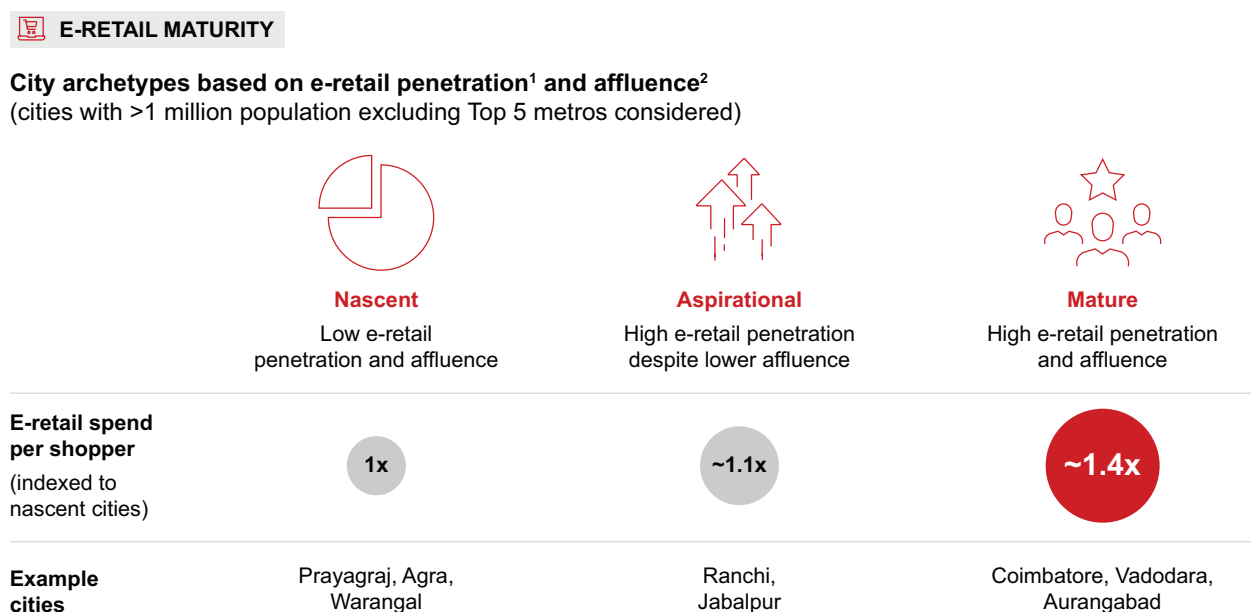 E-RETAIL MATURITY
City archetypes based on e-retail penetration¹ and affluence²
(cities with >1 million population excluding Top 5 metros considered)
Nascent
Low e-retail
penetration and affluence
Aspirational
High e-retail penetration
despite lower affluence
Mature
High e-retail penetration
and affluence
E-retail spend
per shopper
(indexed to
nascent cities)
1x
~1.1x
~1.4x
Example
cities
Prayagraj, Agra,
Warangal
Ranchi,
Jabalpur
Coimbatore, Vadodara,
Aurangabad